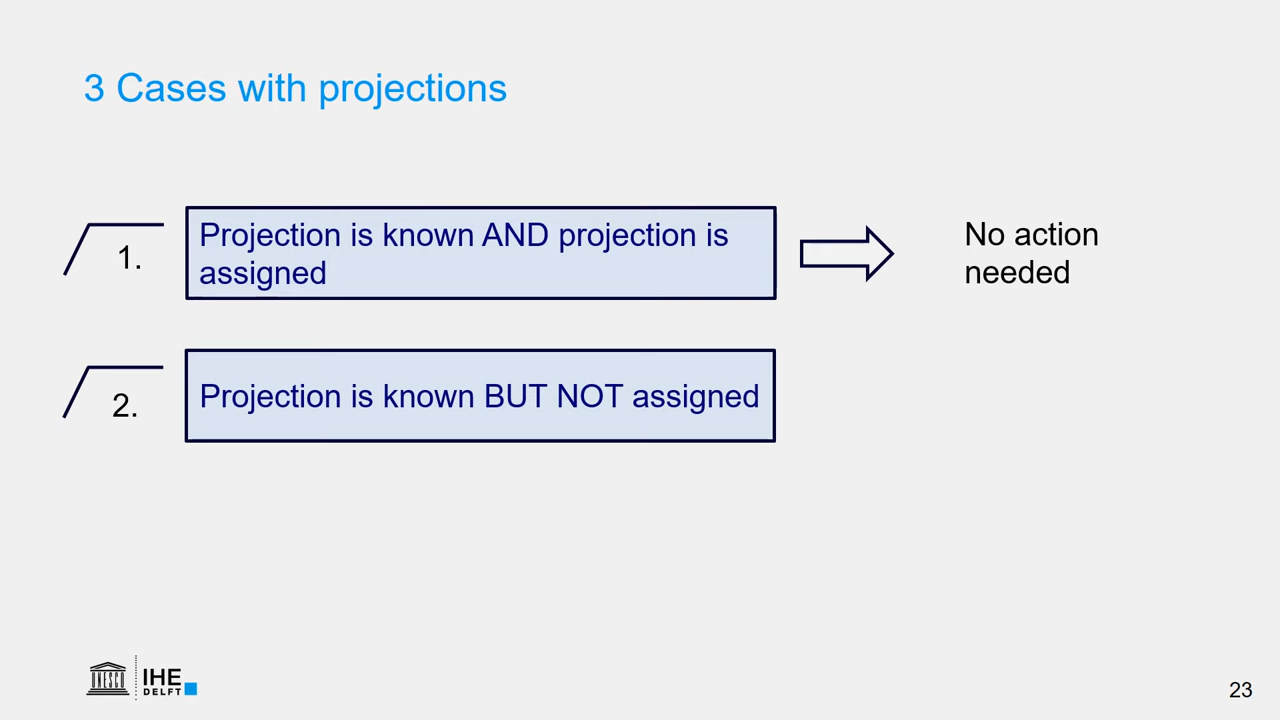 3 Cases with projections
1.
Projection is known AND projection is
assigned
No action
needed
2.
Projection is known BUT NOT assigned
UNESCO
IHE
DELFT
23